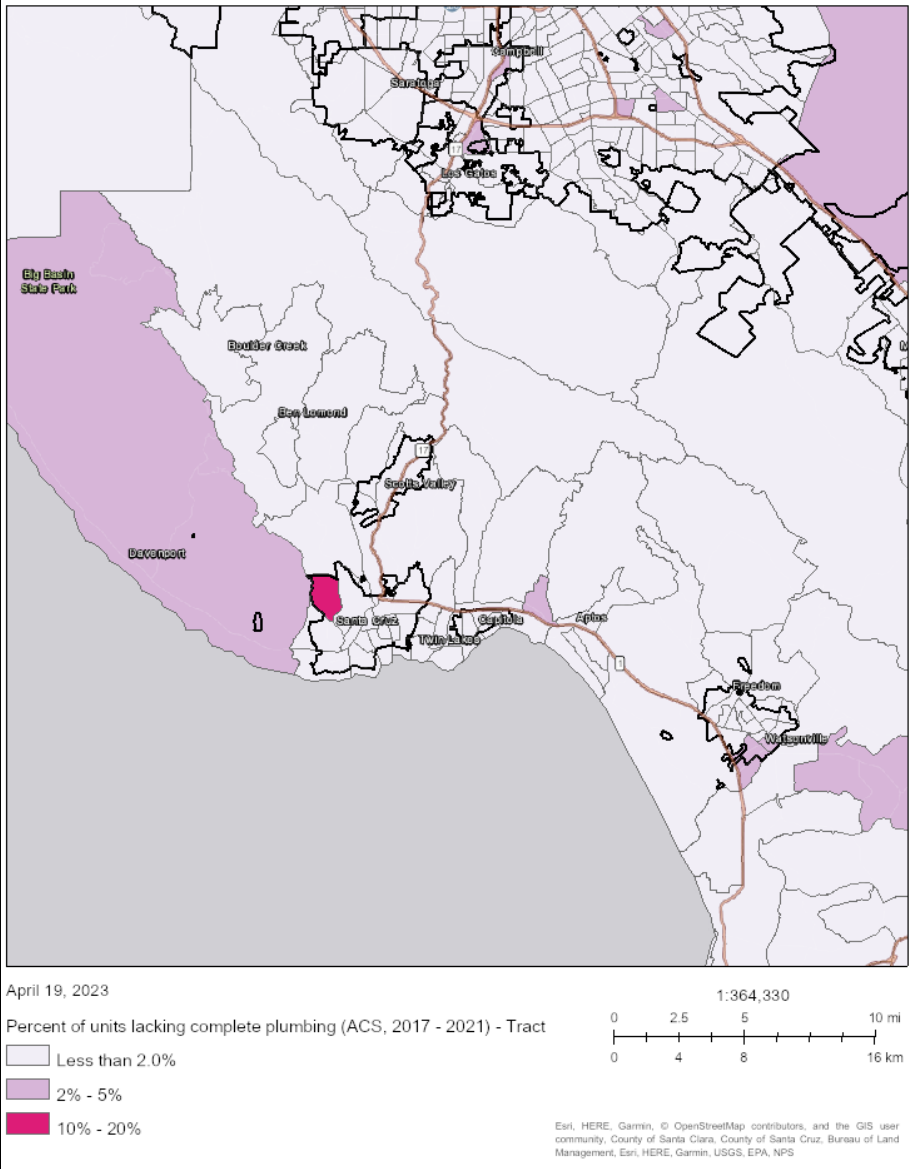 Campbell
Saratoga
17
Los Gatos
Big Basin
State Park
Boulder Creek
Ben Lomond
17
Scotts Valley
Davenport
Santa Cruz
Capitola
Aptos
Twin Lakes
1
Freedom
Watsonville
April 19, 2023
1:364,330
0 2.5 5 10 mi
0 4 8 16 km
Percent of units lacking complete plumbing (ACS, 2017 - 2021) - Tract
Less than 2.0%
2% - 5%
10% - 20%
Esri, HERE, Garmin, © OpenStreetMap contributors, and the GIS user
community, County of Santa Clara, County of Santa Cruz, Bureau of Land
Management, Esri, HERE, Garmin, USGS, EPA, NPS